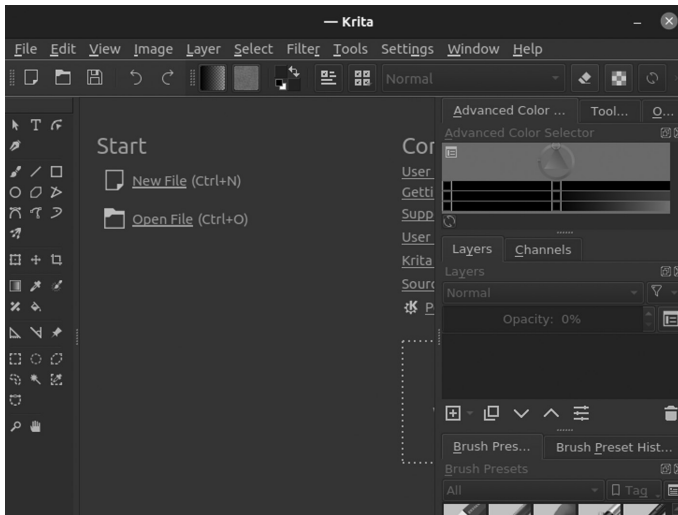 — Krita
File Edit View Image Layer Select Filter Tools Settings Window Help
Normal
Advanced Color ... Tool... O...
Advanced Color Selector
Start
New File (Ctrl+N)
Open File (Ctrl+O)
Cor
User
Getti
Supp
User
Krita
Sourc
P
Layers Channels
Layers
Normal
Opacity: 0%
Brush Pres... Brush Preset Hist...
Brush Presets
All Tag